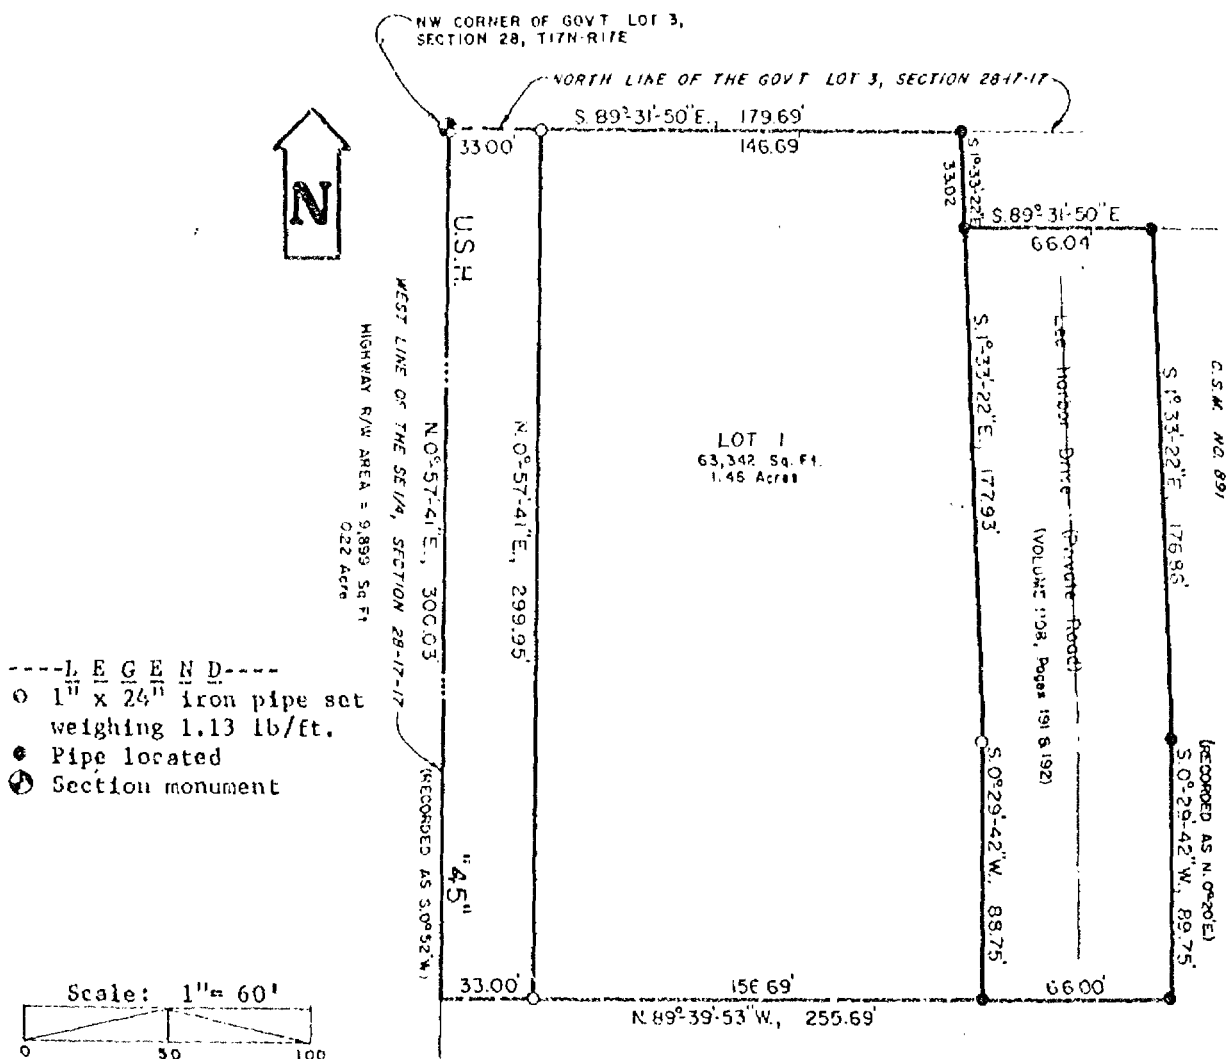 NW CORNER OF GOVT LOT 3,
SECTION 28, T17N-R17E
NORTH LINE OF THE GOVT LOT 3, SECTION 28-17-17
S. 89°-31'-50"E., 179.69'
33.00'
146.69'
S 1°-33'-22"E
33.02
S. 89°-31'-50"E
66.04'
N
U.S.H.
WEST LINE OF THE SE 1/4, SECTION 28-17-17
HIGHWAY R/W AREA = 9,899 Sq Ft
0.22 Acre
N. 0°-57'-41"E., 300.03'
N. 0°-57'-41"E., 299.95'
LOT 1
63,342 Sq. Ft.
1.46 Acres
S. 1°-33'-22"E., 177.93'
Drive (Private Road)
Pages 191 & 192)
S 1°-33'-22"E, 176.86'
C.S.M. NO. 891
----L E G E N D----
1" x 24" iron pipe set
weighing 1.13 lb/ft.
Pipe located
Section monument
(RECORDED AS S.0°52'W)
"45"
S. 0°-29'-42"W., 88.75'
S. 0°-29'-42"W., 89.75'
(RECORDED AS N. 0°20'E.)
Scale: 1"= 60'
0 50 100
33.00'
156.69'
66.00'
N. 89°-39'-53"W., 255.69'